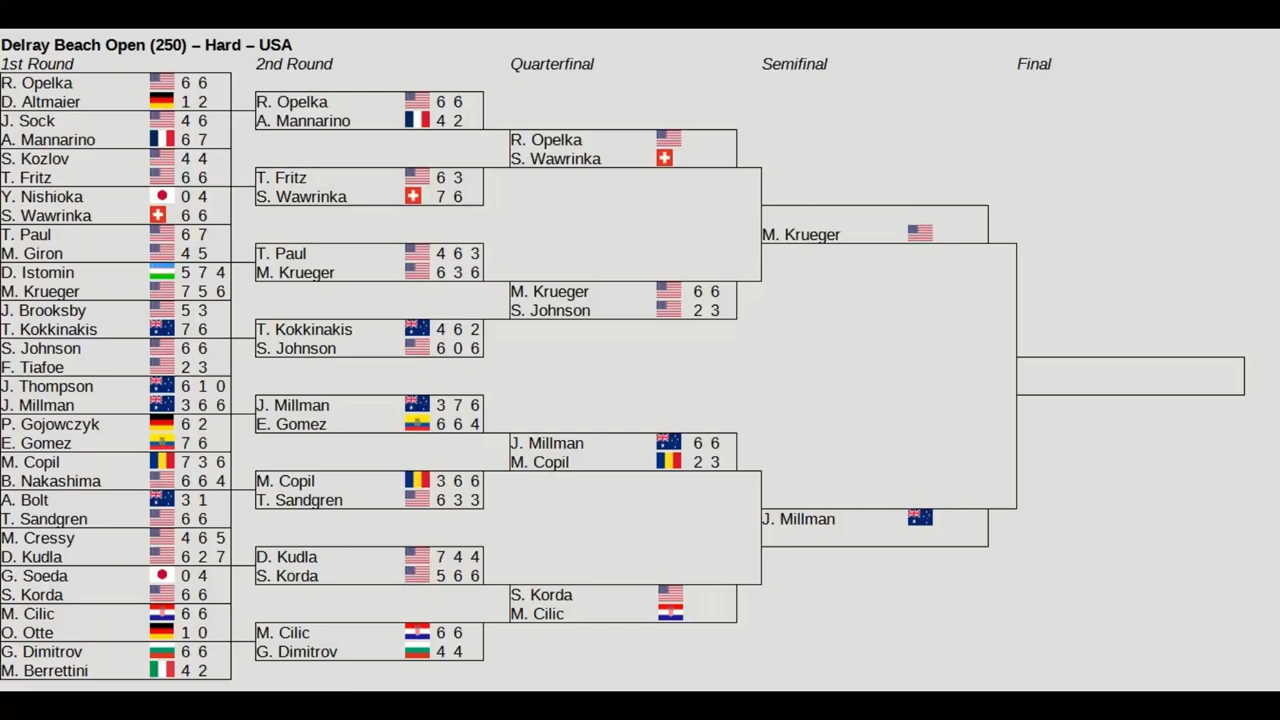 Delray Beach Open (250) – Hard – USA
1st Round 2nd Round Quarterfinal Semifinal Final
R. Opelka 6 6
D. Altmaier 1 2
J. Sock 4 6
A. Mannarino 6 7
S. Kozlov 4 4
T. Fritz 6 6
Y. Nishioka 0 4
S. Wawrinka 6 6
T. Paul 6 7
M. Giron 4 5
D. Istomin 5 7 4
M. Krueger 7 5 6
J. Brooksby 5 3
T. Kokkinakis 7 6
S. Johnson 6 6
F. Tiafoe 2 3
J. Thompson 6 1 0
J. Millman 3 6 6
P. Gojowczyk 6 2
E. Gomez 7 6
M. Copil 7 3 6
B. Nakashima 6 6 4
A. Bolt 3 1
T. Sandgren 6 6
M. Cressy 4 6 5
D. Kudla 6 2 7
G. Soeda 0 4
S. Korda 6 6
M. Cilic 6 6
O. Otte 1 0
G. Dimitrov 6 6
M. Berrettini 4 2
R. Opelka 6 6
A. Mannarino 4 2
T. Fritz 6 3
S. Wawrinka 7 6
T. Paul 4 6 3
M. Krueger 6 3 6
T. Kokkinakis 4 6 2
S. Johnson 6 0 6
J. Millman 3 7 6
E. Gomez 6 6 4
M. Copil 3 6 6
T. Sandgren 6 3 3
D. Kudla 7 4 4
S. Korda 5 6 6
M. Cilic 6 6
G. Dimitrov 4 4
R. Opelka
S. Wawrinka
M. Krueger 6 6
S. Johnson 2 3
J. Millman 6 6
M. Copil 2 3
S. Korda
M. Cilic
M. Krueger
J. Millman